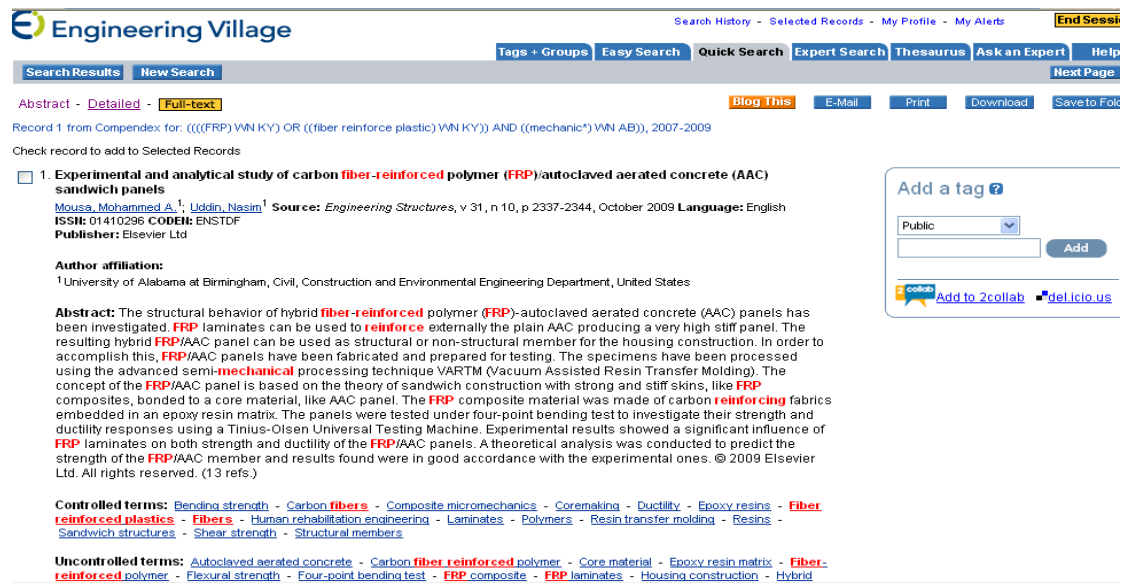 Engineering Village
Search History - Selected Records - My Profile - My Alerts
End Sessi
Tags + Groups Easy Search Quick Search Expert Search Thesaurus Ask an Expert Help
Search Results New Search
Next Page
Abstract - Detailed - Full-text
Blog This E-Mail Print Download Save to Fold
Record 1 from Compendex for: ((((FRP) WN KY) OR ((fiber reinforce plastic) WN KY)) AND ((mechanic*) WN AB)), 2007-2009
Check record to add to Selected Records
1. Experimental and analytical study of carbon fiber-reinforced polymer (FRP)/autoclaved aerated concrete (AAC)
sandwich panels
Mousa, Mohammed A.1; Uddin, Nasim1 Source: Engineering Structures, v 31, n 10, p 2337-2344, October 2009 Language: English
ISSN: 01410296 CODEN: ENSTDF
Publisher: Elsevier Ltd
Author affiliation:
1 University of Alabama at Birmingham, Civil, Construction and Environmental Engineering Department, United States
Abstract: The structural behavior of hybrid fiber-reinforced polymer (FRP)-autoclaved aerated concrete (AAC) panels has
been investigated. FRP laminates can be used to reinforce externally the plain AAC producing a very high stiff panel. The
resulting hybrid FRP/AAC panel can be used as structural or non-structural member for the housing construction. In order to
accomplish this, FRP/AAC panels have been fabricated and prepared for testing. The specimens have been processed
using the advanced semi-mechanical processing technique VARTM (Vacuum Assisted Resin Transfer Molding). The
concept of the FRP/AAC panel is based on the theory of sandwich construction with strong and stiff skins, like FRP
composites, bonded to a core material, like AAC panel. The FRP composite material was made of carbon reinforcing fabrics
embedded in an epoxy resin matrix. The panels were tested under four-point bending test to investigate their strength and
ductility responses using a Tinius-Olsen Universal Testing Machine. Experimental results showed a significant influence of
FRP laminates on both strength and ductility of the FRP/AAC panels. A theoretical analysis was conducted to predict the
strength of the FRP/AAC member and results found were in good accordance with the experimental ones. © 2009 Elsevier
Ltd. All rights reserved. (13 refs.)
Controlled terms: Bending strength - Carbon fibers - Composite micromechanics - Coremaking - Ductility - Epoxy resins - Fiber
reinforced plastics - Fibers - Human rehabilitation engineering - Laminates - Polymers - Resin transfer molding - Resins -
Sandwich structures - Shear strength - Structural members
Uncontrolled terms: Autoclaved aerated concrete - Carbon fiber reinforced polymer - Core material - Epoxy resin matrix - Fiber-
reinforced polymer - Flexural strength - Four-point bending test - FRP composite - FRP laminates - Housing construction - Hybrid
Add a tag ?
Public
Add
2 collab Add to 2collab del.icio.us